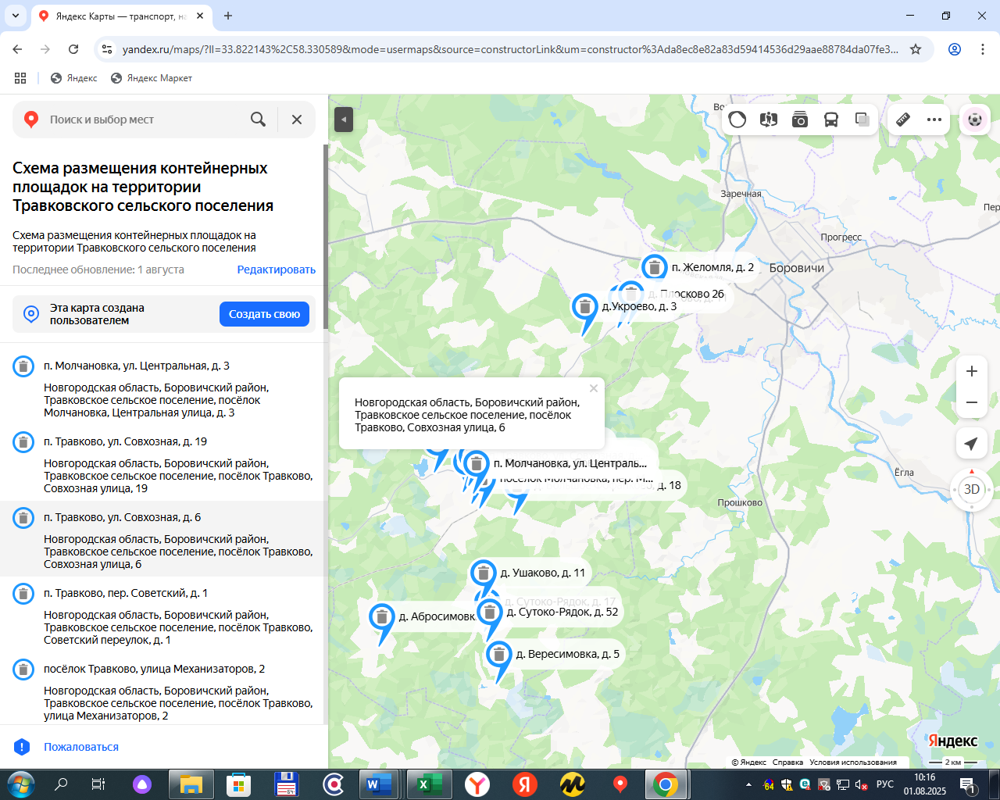 Яндекс Карты — транспорт, на
yandex.ru/maps/?ll=33.822143%2C58.330589&mode=usermaps&source=constructorLink&um=constructor%3Ada8ec8e82a83d59414536d29aae88784da07fe3...
Яндекс
Яндекс Маркет
Поиск и выбор мест
Схема размещения контейнерных
площадок на территории
Травковского сельского поселения
Схема размещения контейнерных площадок на
территории Травковского сельского поселения
Последнее обновление: 1 августа
Редактировать
Эта карта создана
пользователем
Создать свою
п. Молчановка, ул. Центральная, д. 3
Новгородская область, Боровичский район,
Травковское сельское поселение, посёлок
Молчановка, Центральная улица, д. 3
п. Травково, ул. Совхозная, д. 19
Новгородская область, Боровичский район,
Травковское сельское поселение, посёлок Травково,
Совхозная улица, 19
п. Травково, ул. Совхозная, д. 6
Новгородская область, Боровичский район,
Травковское сельское поселение, посёлок Травково,
Совхозная улица, 6
п. Травково, пер. Советский, д. 1
Новгородская область, Боровичский район,
Травковское сельское поселение, посёлок Травково,
Советский переулок, д. 1
посёлок Травково, улица Механизаторов, 2
Новгородская область, Боровичский район,
Травковское сельское поселение, посёлок Травково,
улица Механизаторов, 2
Пожаловаться
Заречная
Пер
Прогресс
Боровичи
п. Желомля, д. 2
д. Плосково 26
д.Укроево, д. 3
Новгородская область, Боровичский район,
Травковское сельское поселение, посёлок
Травково, Совхозная улица, 6
п. Молчановка, ул. Централь...
посёлок Молчановка, пер. М...
д. 18
Ёгла
Прошково
3D
д. Ушаково, д. 11
д. Сутоко-Рядок, д. 17
д. Сутоко-Рядок, д. 52
д. Абросимовк
д. Вересимовка, д. 5
Яндекс
© Яндекс Справка Условия использования
2 км
64
РУС
10:16
01.08.2025
1